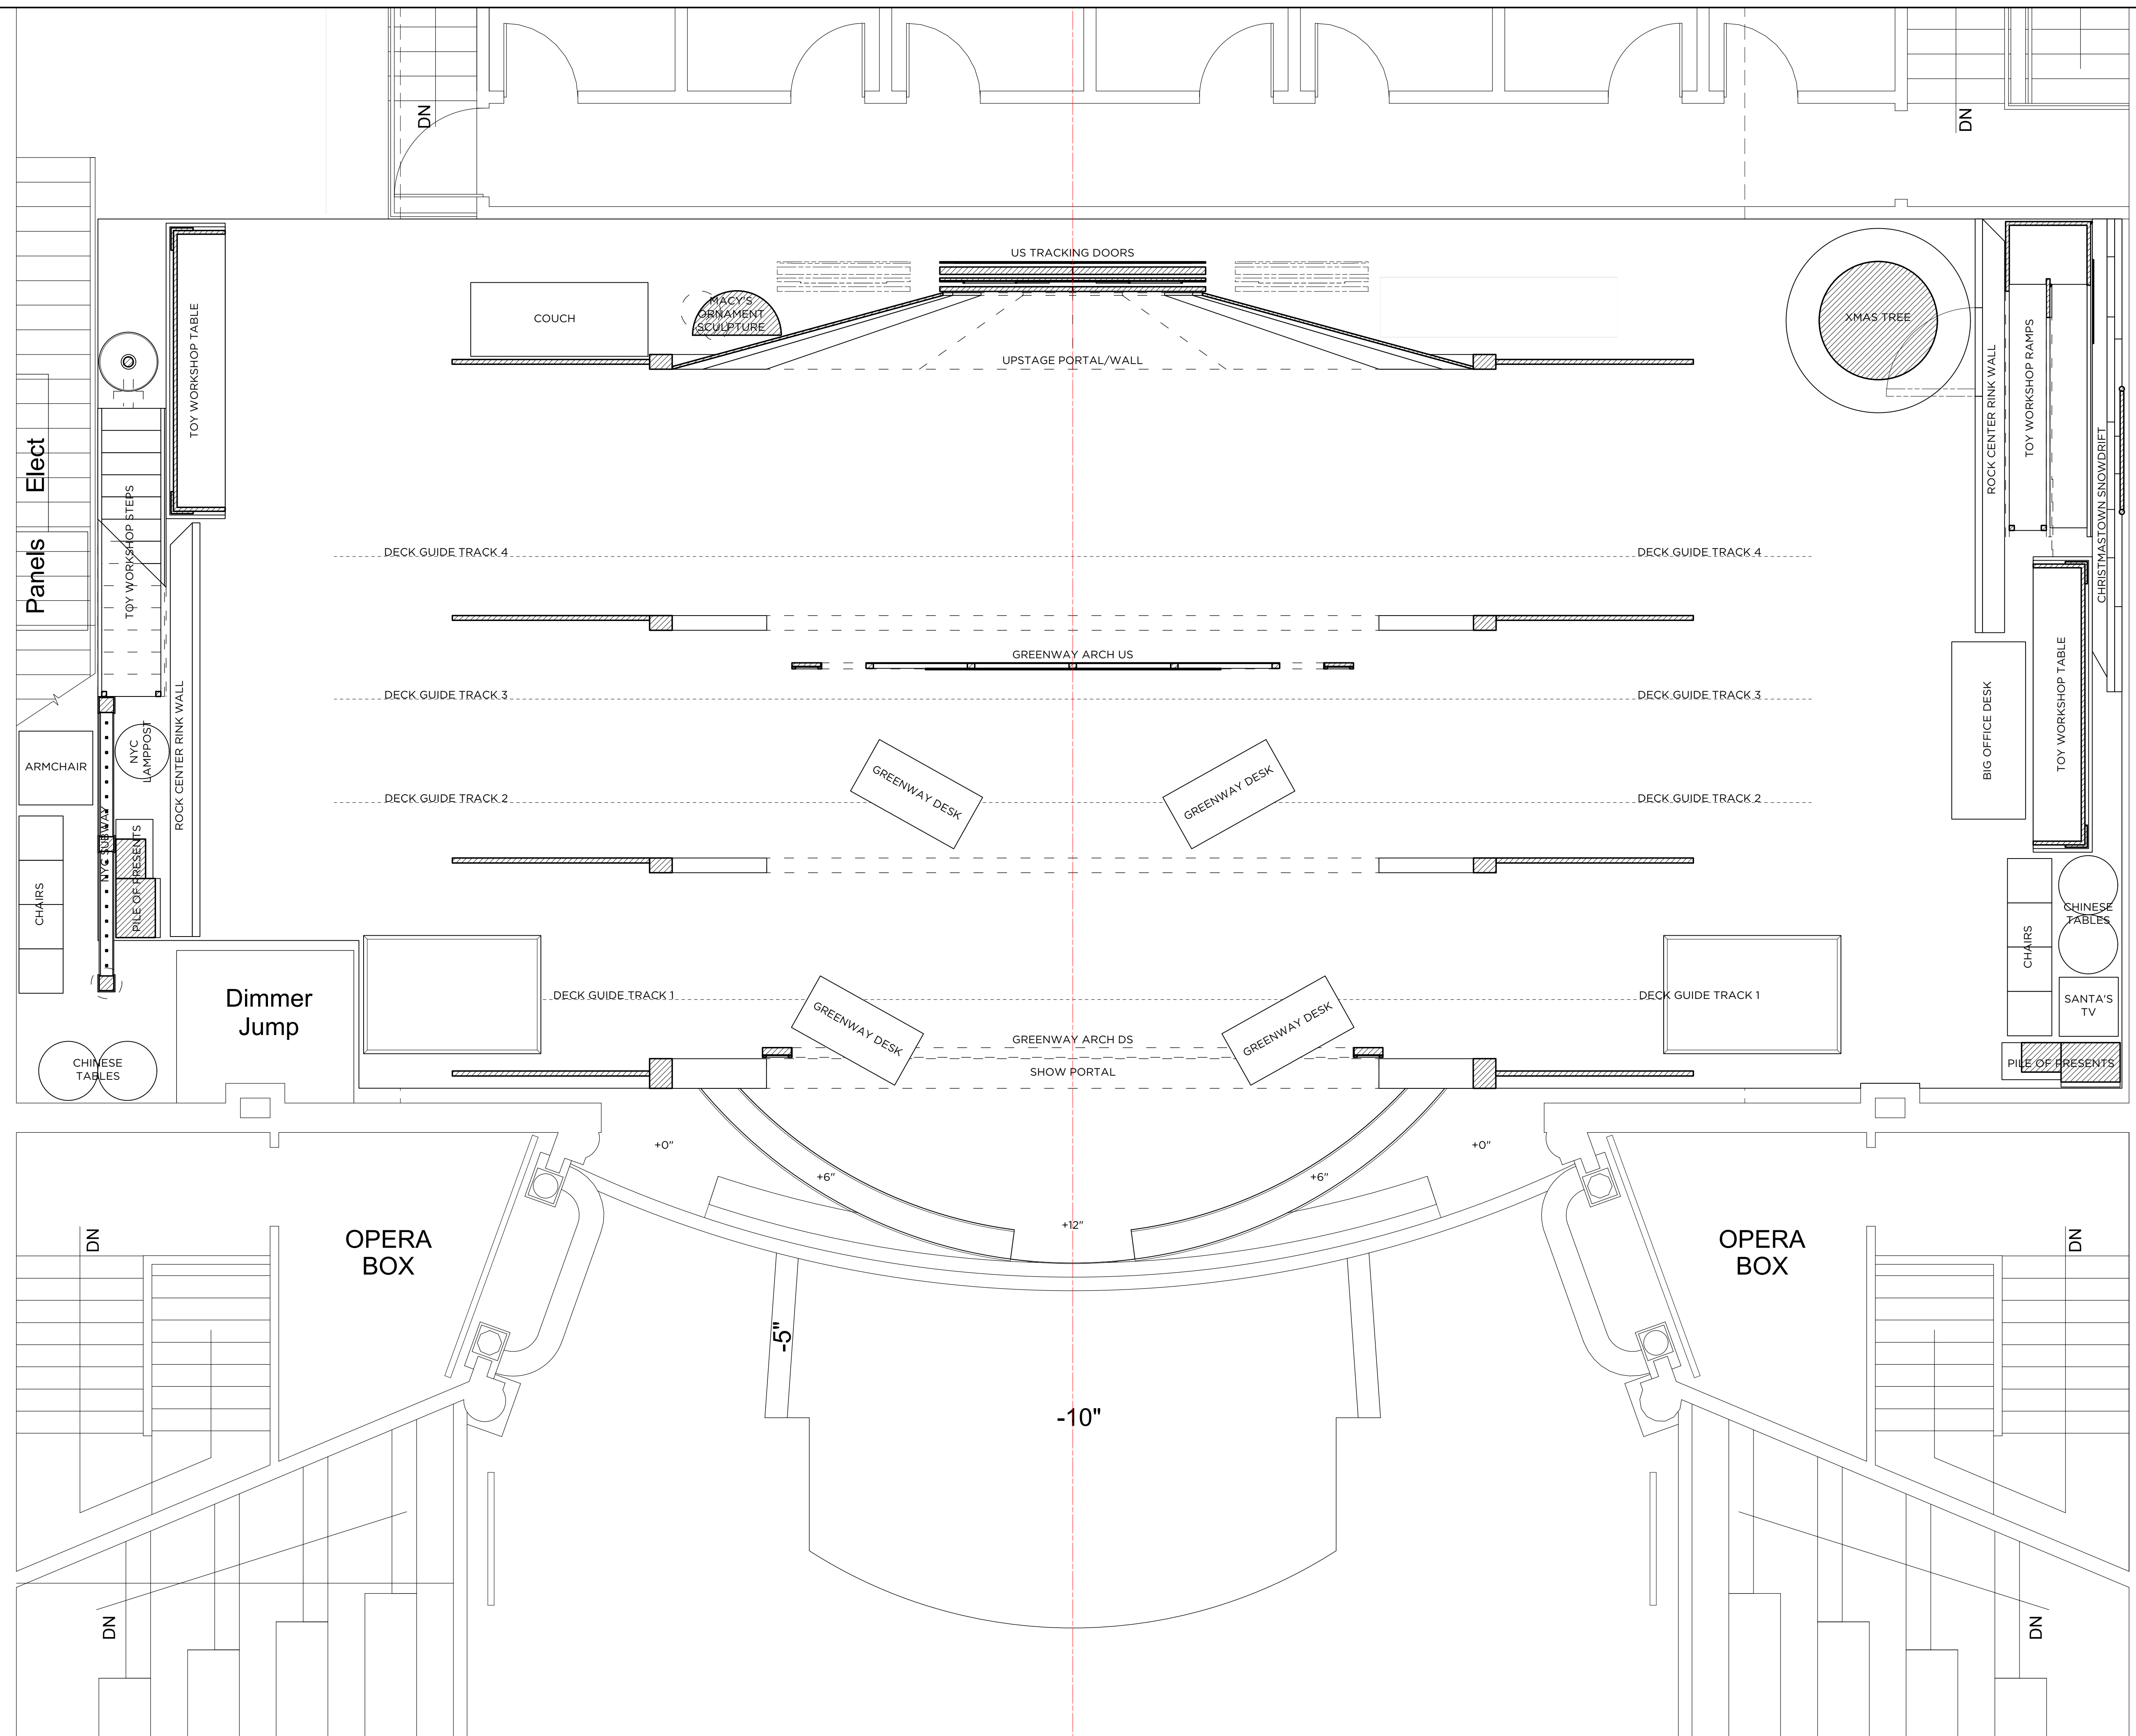 DN
DN
US TRACKING DOORS
COUCH
MACY'S
ORNAMENT
SCULPTURE
XMAS TREE
UPSTAGE PORTAL/WALL
TOY WORKSHOP TABLE
ROCK CENTER RINK WALL
TOY WORKSHOP RAMPS
CHRISTMASTOWN SNOWDRIFT
Panels Elect
TOY WORKSHOP STEPS
DECK GUIDE TRACK 4
DECK GUIDE TRACK 4
GREENWAY ARCH US
DECK GUIDE TRACK 3
DECK GUIDE TRACK 3
ARMCHAIR
NYC
LAMPPOST
ROCK CENTER RINK WALL
BIG OFFICE DESK
TOY WORKSHOP TABLE
GREENWAY DESK
GREENWAY DESK
DECK GUIDE TRACK 2
DECK GUIDE TRACK 2
NYC SUBWAY
PILE OF PRESENTS
CHAIRS
CHINESE
TABLES
CHAIRS
Dimmer
Jump
DECK GUIDE TRACK 1
DECK GUIDE TRACK 1
SANTA'S
TV
GREENWAY DESK
GREENWAY DESK
GREENWAY ARCH DS
CHINESE
TABLES
SHOW PORTAL
PILE OF PRESENTS
+0"
+0"
+6"
+6"
+12"
DN
OPERA
BOX
OPERA
BOX
DN
-5"
-10"
DN
DN